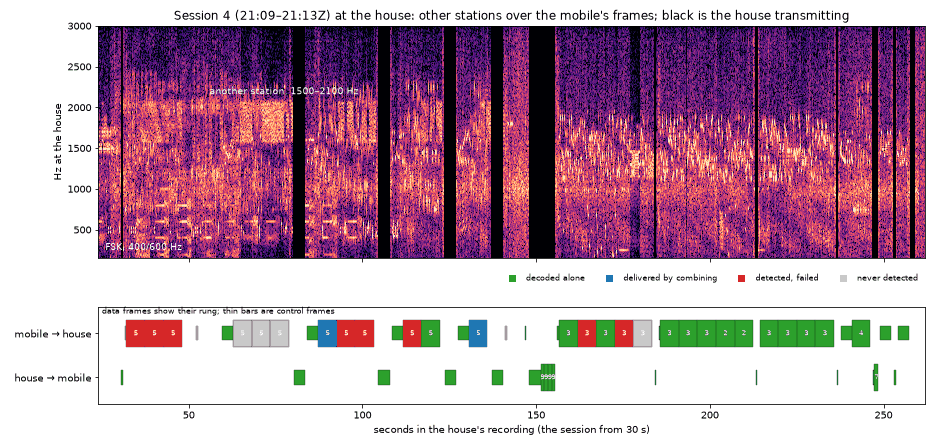 Session 4 (21:09–21:13Z) at the house: other stations over the mobile's frames; black is the house transmitting
3000
2500
2000
1500
1000
500
Hz at the house
another station 1500–2100 Hz
FSK, 400/600 Hz
decoded alone
delivered by combining
detected, failed
never detected
data frames show their rung; thin bars are control frames
mobile → house
5 5 5 5 5 5 5 5 5 5 5 5 3 3 3 3 3 3 3 3 2 2 3 3 3 3 4
house → mobile
9999
50
100
150
200
250
seconds in the house's recording (the session from 30 s)